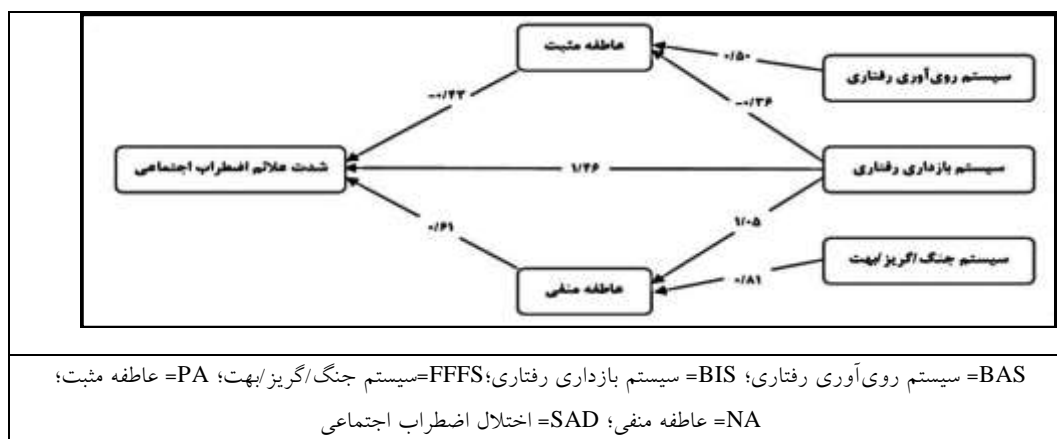 عاطفه مثبت
۰/۵۰
سیستم روی‌آوری رفتاری
-۰/۴۳
-۰/۳۶
شدت علائم اضطراب اجتماعی
۱/۴۶
سیستم بازداری رفتاری
۰/۶۱
۱/۰۵
سیستم جنگ/گریز/بهت
عاطفه منفی
۰/۸۱
BAS= سیستم روی‌آوری رفتاری؛ BIS= سیستم بازداری رفتاری؛FFFS=سیستم جنگ/گریز/بهت؛ PA= عاطفه مثبت؛
NA= عاطفه منفی؛ SAD= اختلال اضطراب اجتماعی